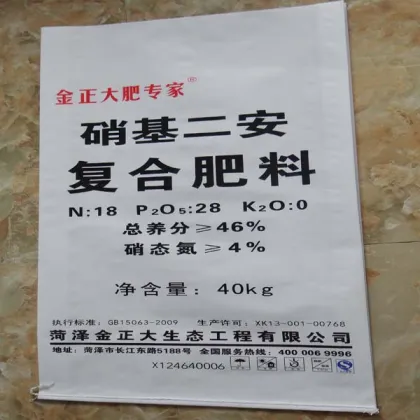 金正大肥专家®
硝基二安
复合肥料
N:18 P₂O₅:28 K₂O:0
总养分≥46%
硝态氮≥4%
净含量: 40kg
执行标准: GB15063-2009 生产许可: XK13-001-00768
菏泽金正大生态工程有限公司
地址: 菏泽市长江东路5188号 全国服务热线: 400 006 9996
X124640006